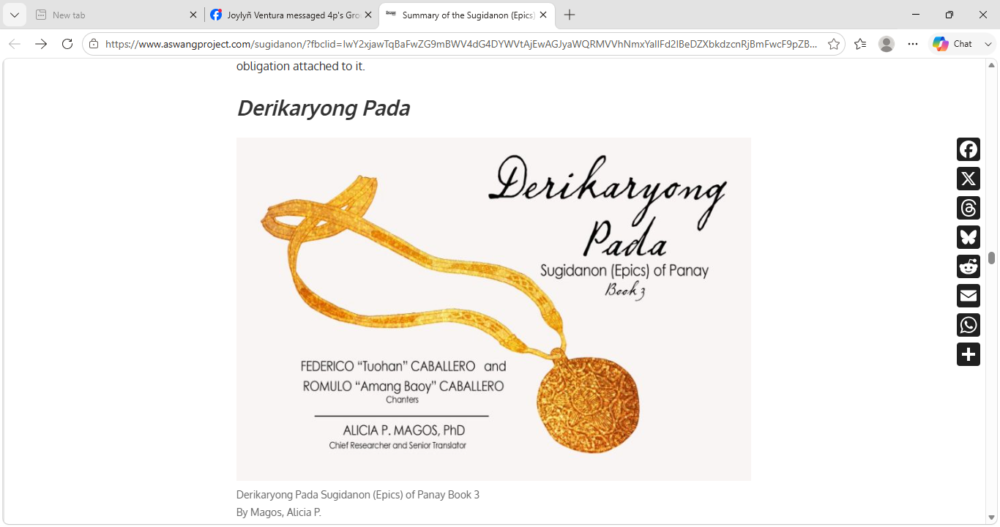 New tab
Joylyñ Ventura messaged 4p's Gro
Summary of the Sugidanon (Epics)
https://www.aswangproject.com/sugidanon/?fbclid=IwY2xjawTqBaFwZG9mBWV4dG4DYWVtAjEwAGJyaWQRMVVhNmxYalIFd2lBeDZXbkdzcnRjBmFwcF9pZB...
Chat
obligation attached to it.
Derikaryong Pada
Derikaryong
Pada
Sugidanon (Epics) of Panay
Book 3
FEDERICO “Tuohan” CABALLERO and
ROMULO “Amang Baoy” CABALLERO
Chanters
ALICIA P. MAGOS, PhD
Chief Researcher and Senior Translator
Derikaryong Pada Sugidanon (Epics) of Panay Book 3
By Magos, Alicia P.